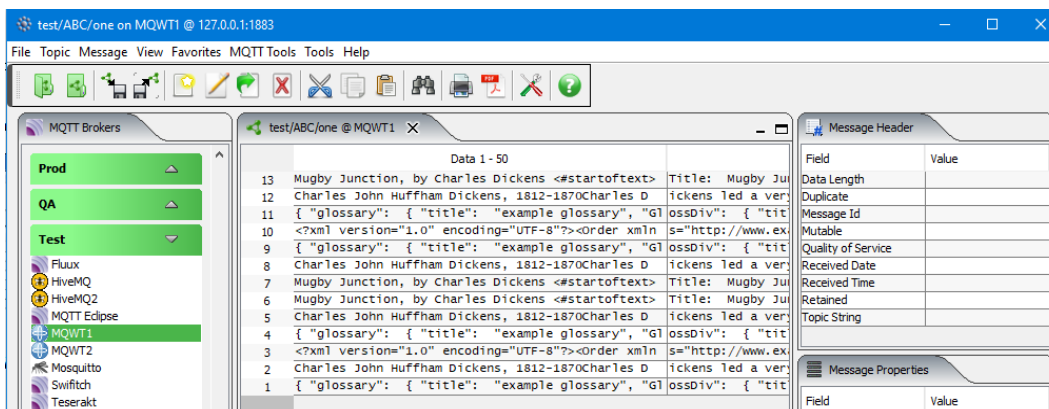 test/ABC/one on MQWT1 @ 127.0.0.1:1883
File Topic Message View Favorites MQTT Tools Tools Help
PDF
MQTT Brokers
Prod
QA
Test
Fluux
HiveMQ
HiveMQ2
MQTT Eclipse
MQWT1
MQWT2
Mosquitto
Swifitch
Teserakt
test/ABC/one @ MQWT1
Data 1 - 50
13 Mugby Junction, by Charles Dickens <#startoftext> Title: Mugby Jun
12 Charles John Huffham Dickens, 1812-1870Charles D ickens led a very
11 { "glossary": { "title": "example glossary", "Gl ossDiv": { "tit
10 <?xml version="1.0" encoding="UTF-8"?><Order xmln s="http://www.exa
9 { "glossary": { "title": "example glossary", "Gl ossDiv": { "tit
8 Charles John Huffham Dickens, 1812-1870Charles D ickens led a very
7 Mugby Junction, by Charles Dickens <#startoftext> Title: Mugby Jun
6 Mugby Junction, by Charles Dickens <#startoftext> Title: Mugby Jun
5 Charles John Huffham Dickens, 1812-1870Charles D ickens led a very
4 { "glossary": { "title": "example glossary", "Gl ossDiv": { "tit
3 <?xml version="1.0" encoding="UTF-8"?><Order xmln s="http://www.exa
2 Charles John Huffham Dickens, 1812-1870Charles D ickens led a very
1 { "glossary": { "title": "example glossary", "Gl ossDiv": { "tit
Message Header
Field Value
Data Length
Duplicate
Message Id
Mutable
Quality of Service
Received Date
Received Time
Retained
Topic String
Message Properties
Field Value